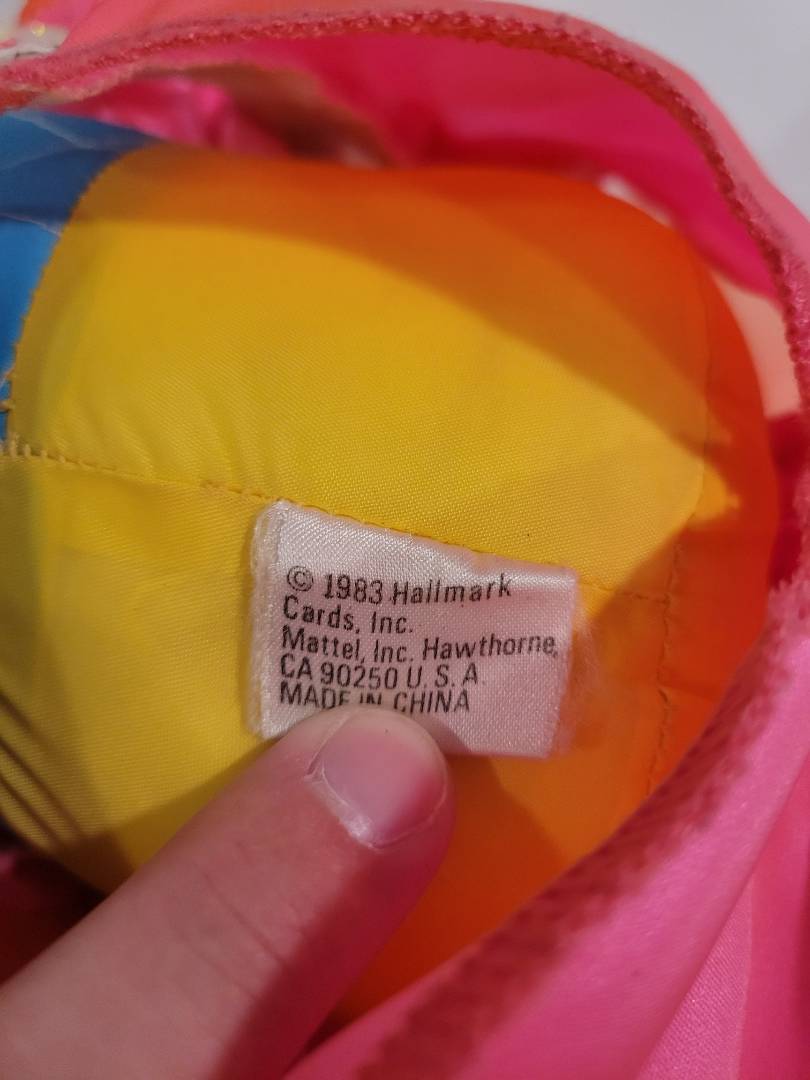 © 1983 Hallmark
Cards, Inc.
Mattel, Inc. Hawthorne,
CA 90250 U. S. A.
MADE IN CHINA